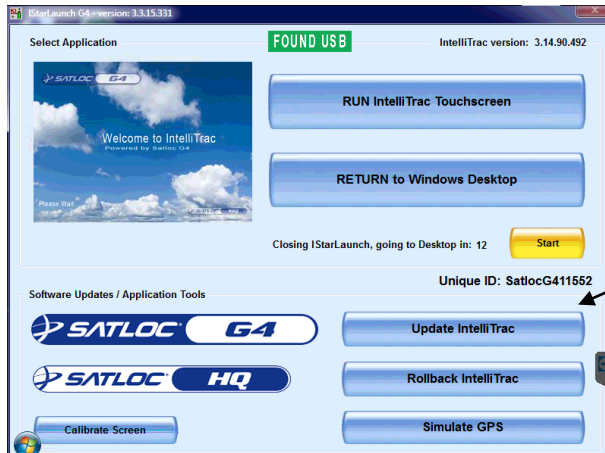 IStarLaunch G4 - version: 3.3.15.331
Select Application
FOUND USB
IntelliTrac version: 3.14.90.492
SATLOC G4
Welcome to IntelliTrac
Powered by Satloc G4
Please Wait
RUN IntelliTrac Touchscreen
RETURN to Windows Desktop
Closing IStarLaunch, going to Desktop in: 12
Start
Unique ID: SatlocG411552
Software Updates / Application Tools
SATLOC G4
Update IntelliTrac
SATLOC HQ
Rollback IntelliTrac
Calibrate Screen
Simulate GPS